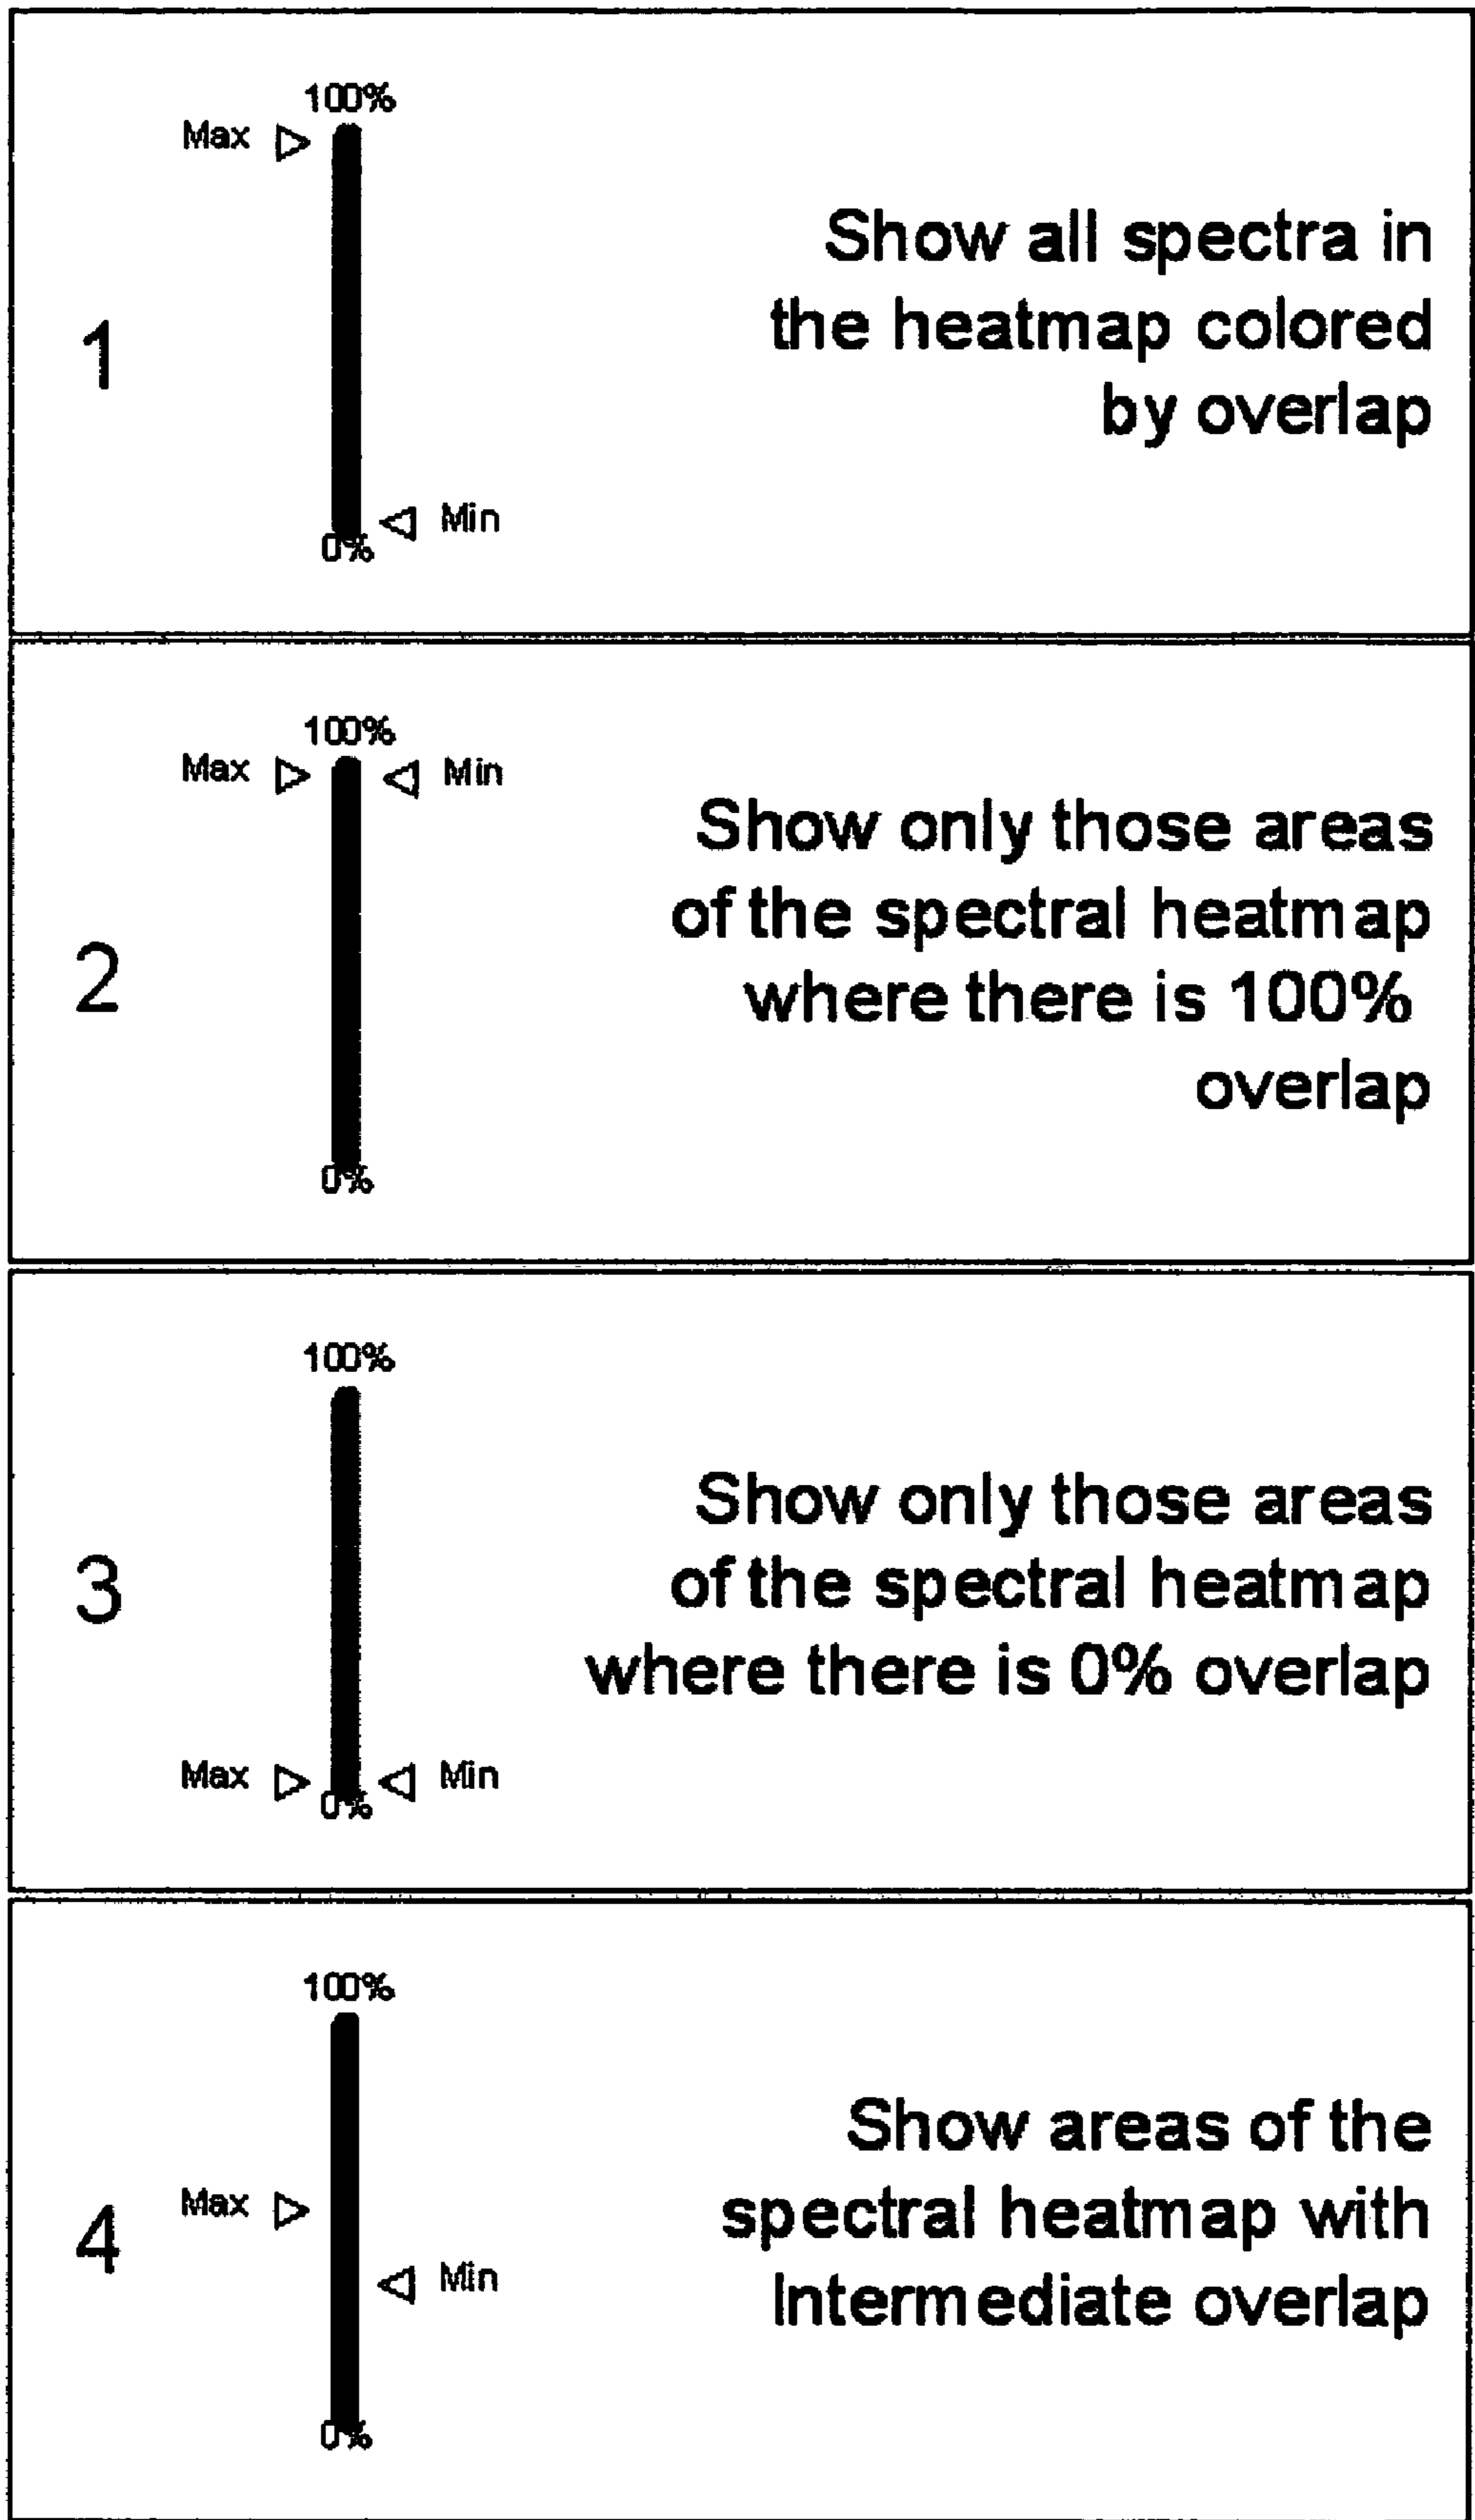 100%
Max
Show all spectra in
the heatmap colored
1
by overlap
Min
0%
100%
Max Min
Show only those areas
of the spectral heatmap
2
where there is 100%
overlap
0%
100%
Show only those areas
of the spectral heatmap
3
where there is 0% overlap
Max Min
0%
100%
Show areas of the
Max
spectral heatmap with
4
Min
Intermediate overlap
0%